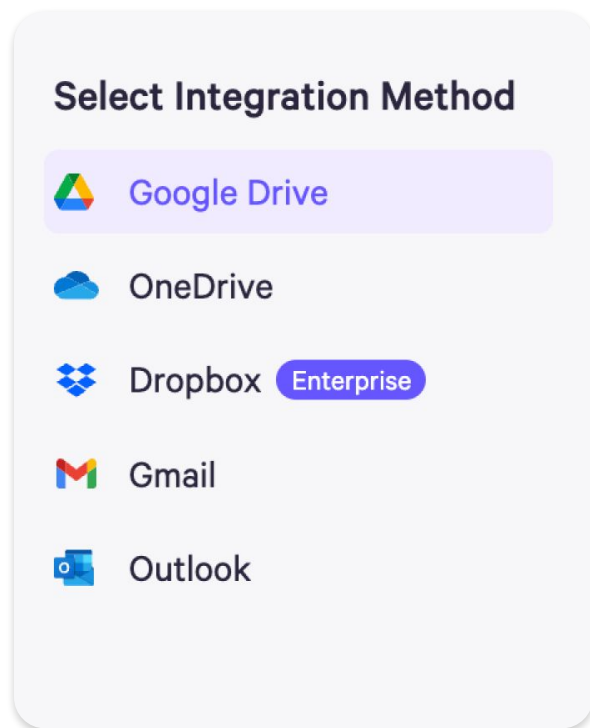 Select Integration Method
Google Drive
OneDrive
Dropbox Enterprise
Gmail
Outlook